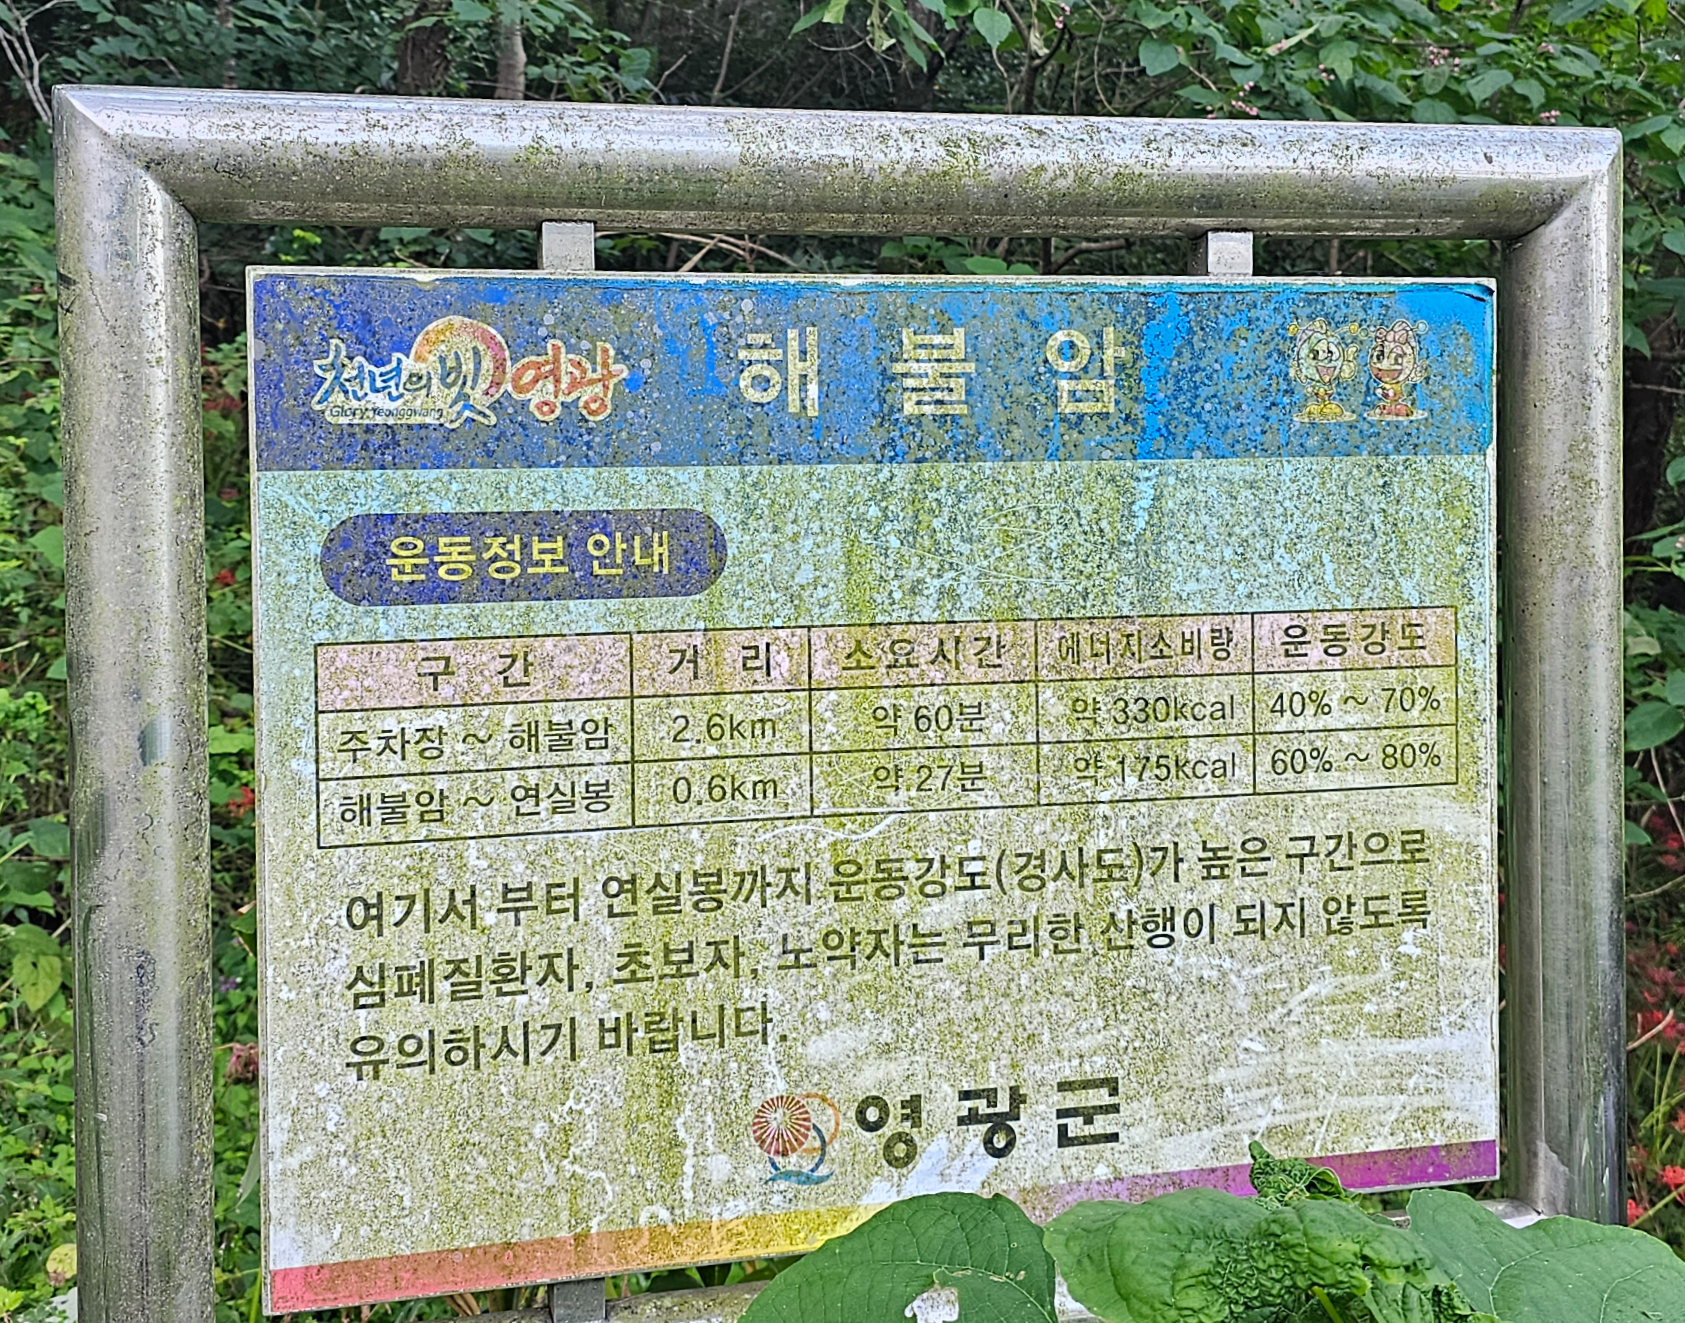 천년의 빛 영광
Glory Yeonggwang
해 불 암
운동정보 안내
구 간 거 리 소요시간 에너지소비량 운동강도
주차장 ~ 해불암 2.6km 약 60분 약 330kcal 40% ~ 70%
해불암 ~ 연실봉 0.6km 약 27분 약 175kcal 60% ~ 80%
여기서 부터 연실봉까지 운동강도(경사도)가 높은 구간으로
심폐질환자, 초보자, 노약자는 무리한 산행이 되지 않도록
유의하시기 바랍니다.
영광군